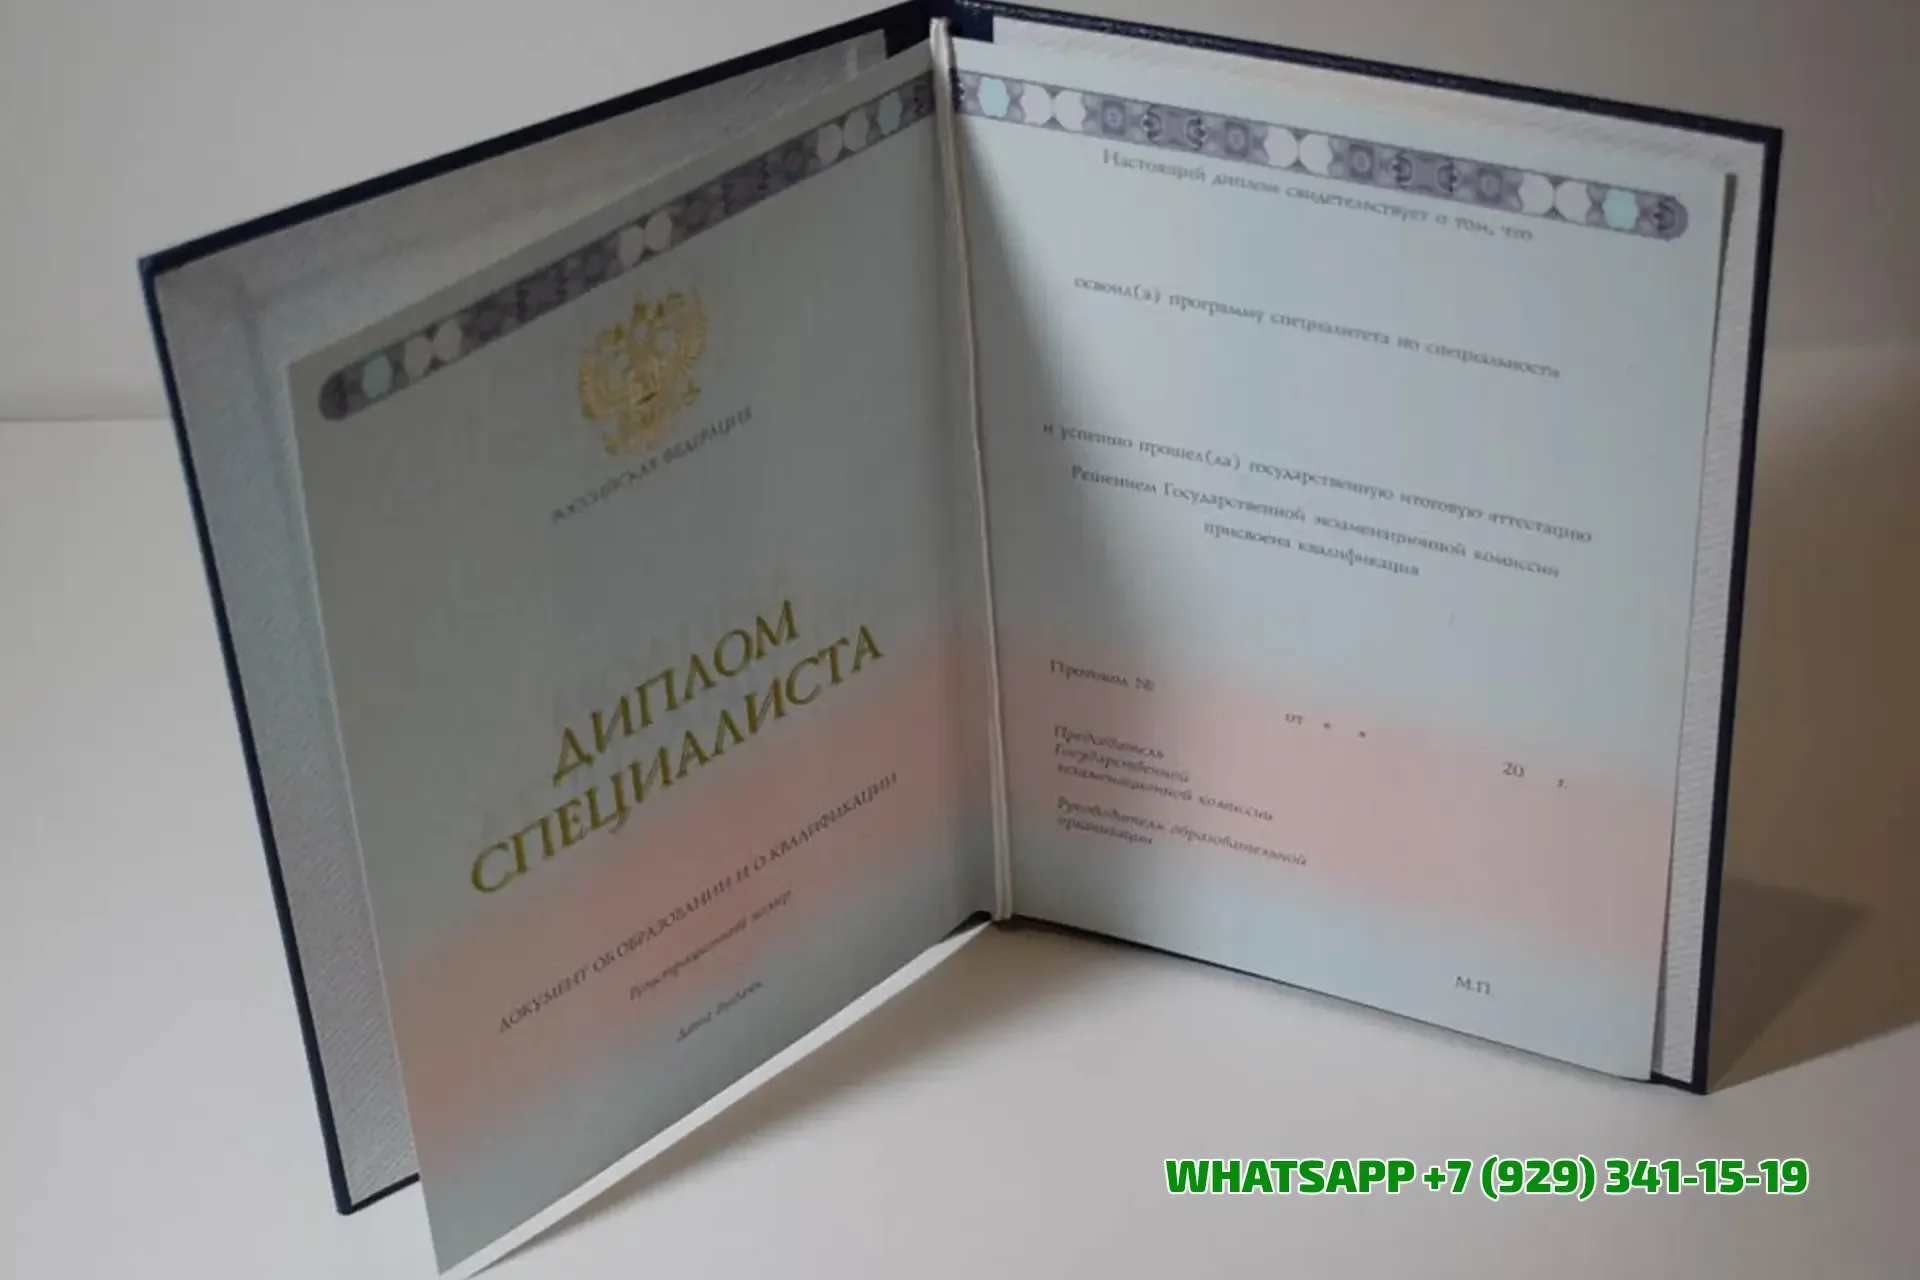 РОССИЙСКАЯ ФЕДЕРАЦИЯ
ДИПЛОМ
СПЕЦИАЛИСТА
ДОКУМЕНТ ОБ ОБРАЗОВАНИИ И О КВАЛИФИКАЦИИ
Регистрационный номер
Дата выдачи
Настоящий диплом свидетельствует о том, что
освоил(а) программу специалитета по специальности
и успешно прошел(ла) государственную итоговую аттестацию
Решением Государственной экзаменационной комиссии
присвоена квалификация
Протокол №
от « »
20 г.
Председатель
Государственной
экзаменационной комиссии
Руководитель образовательной
организации
М.П.
WHATSAPP +7 (929) 341-15-19